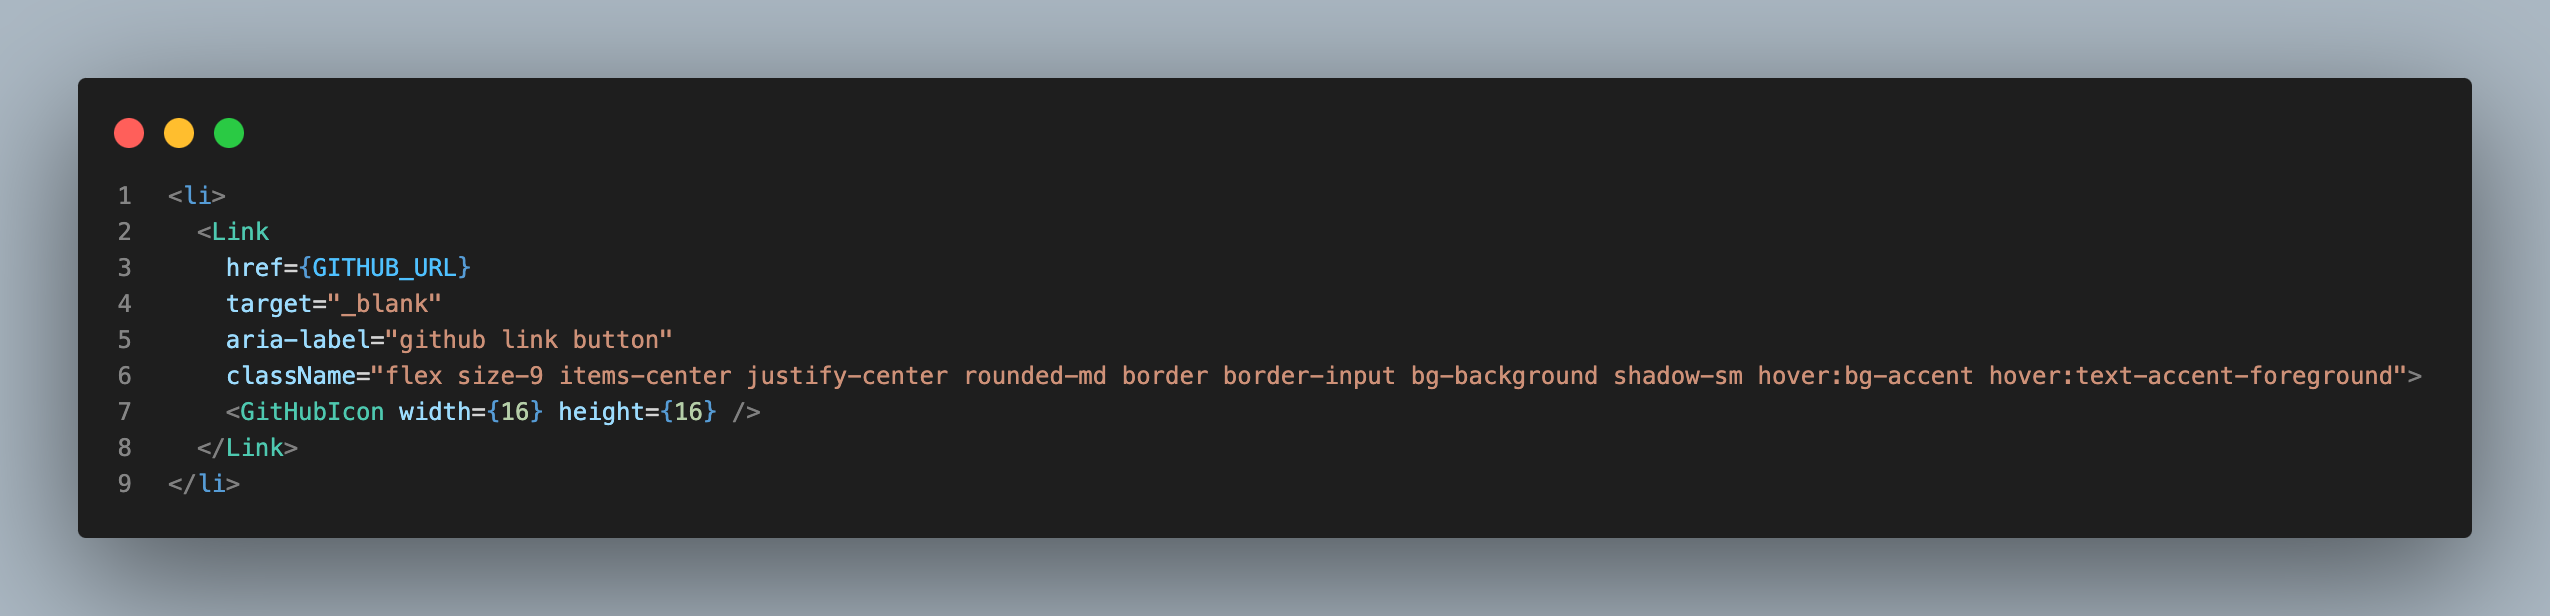 1 <li>
2   <Link
3     href={GITHUB_URL}
4     target="_blank"
5     aria-label="github link button"
6     className="flex size-9 items-center justify-center rounded-md border border-input bg-background shadow-sm hover:bg-accent hover:text-accent-foreground">
7     <GitHubIcon width={16} height={16} />
8   </Link>
9 </li>